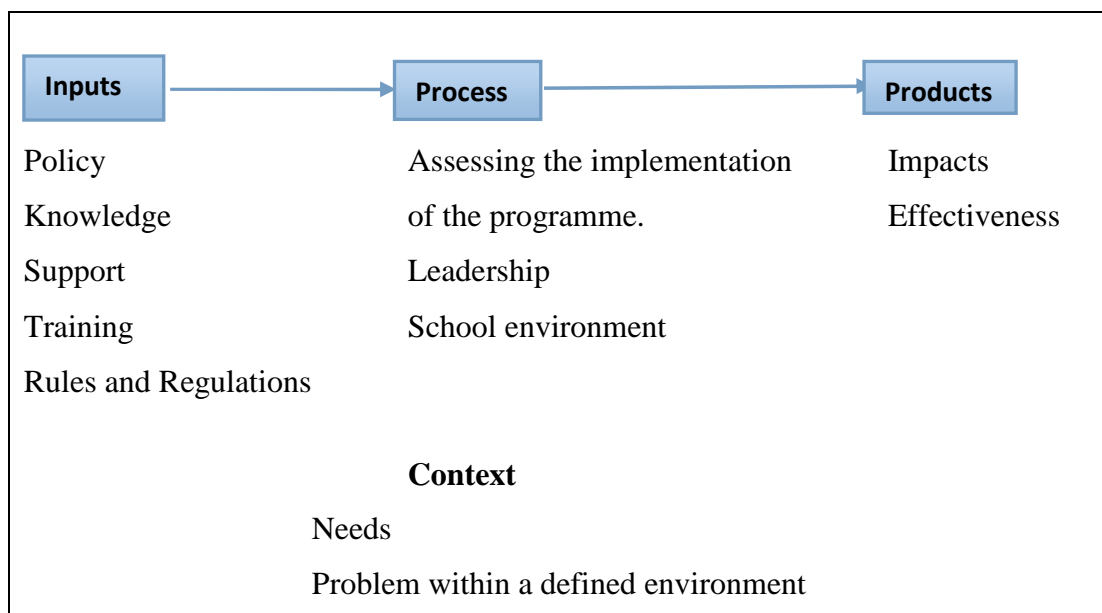 Inputs
Process
Products
Policy
Knowledge
Support
Training
Rules and Regulations
Assessing the implementation
of the programme.
Leadership
School environment
Impacts
Effectiveness
Context
Needs
Problem within a defined environment